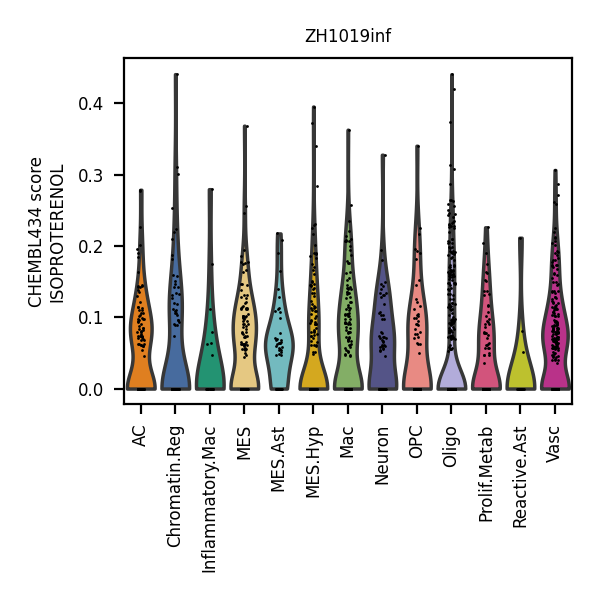 ZH1019inf
CHEMBL434 score
ISOPROTERENOL
0.4
0.3
0.2
0.1
0.0
AC
Chromatin.Reg
Inflammatory.Mac
MES
MES.Ast
MES.Hyp
Mac
Neuron
OPC
Oligo
Prolif.Metab
Reactive.Ast
Vasc